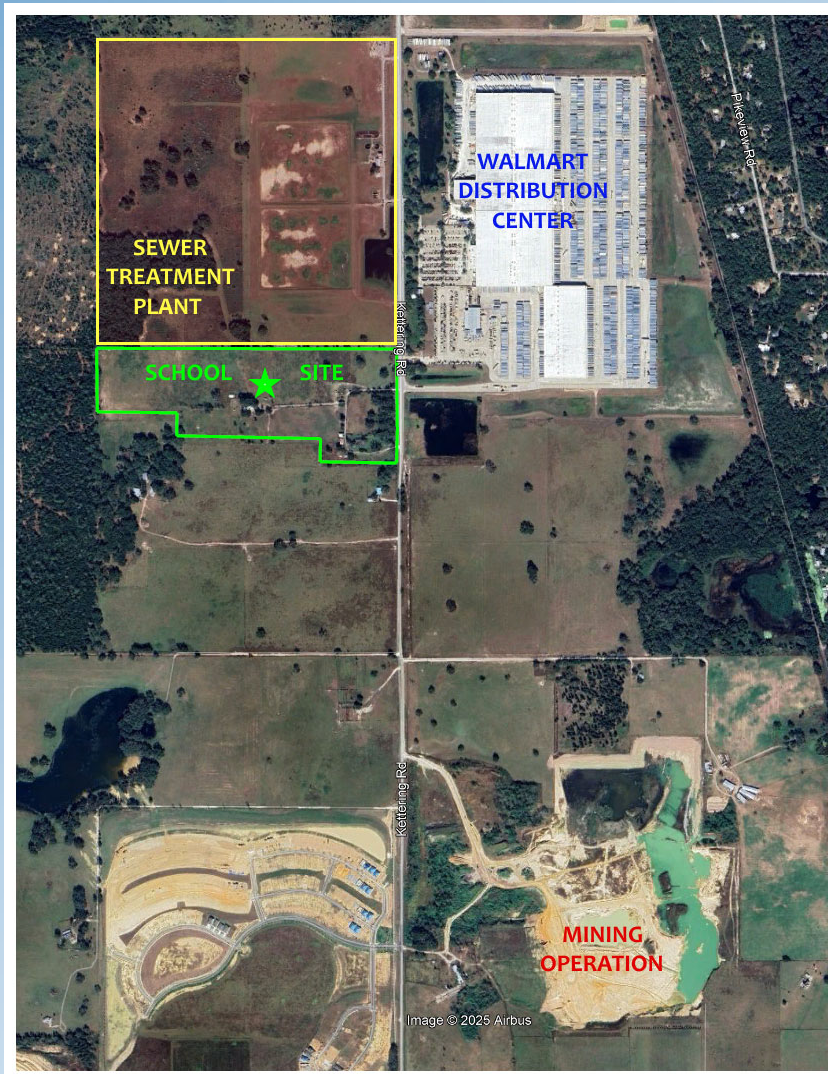 Pikeview Rd
WALMART
DISTRIBUTION
CENTER
SEWER
TREATMENT
PLANT
Kettering Rd
SCHOOL SITE
Kettering Rd
MINING
OPERATION
Image © 2025 Airbus